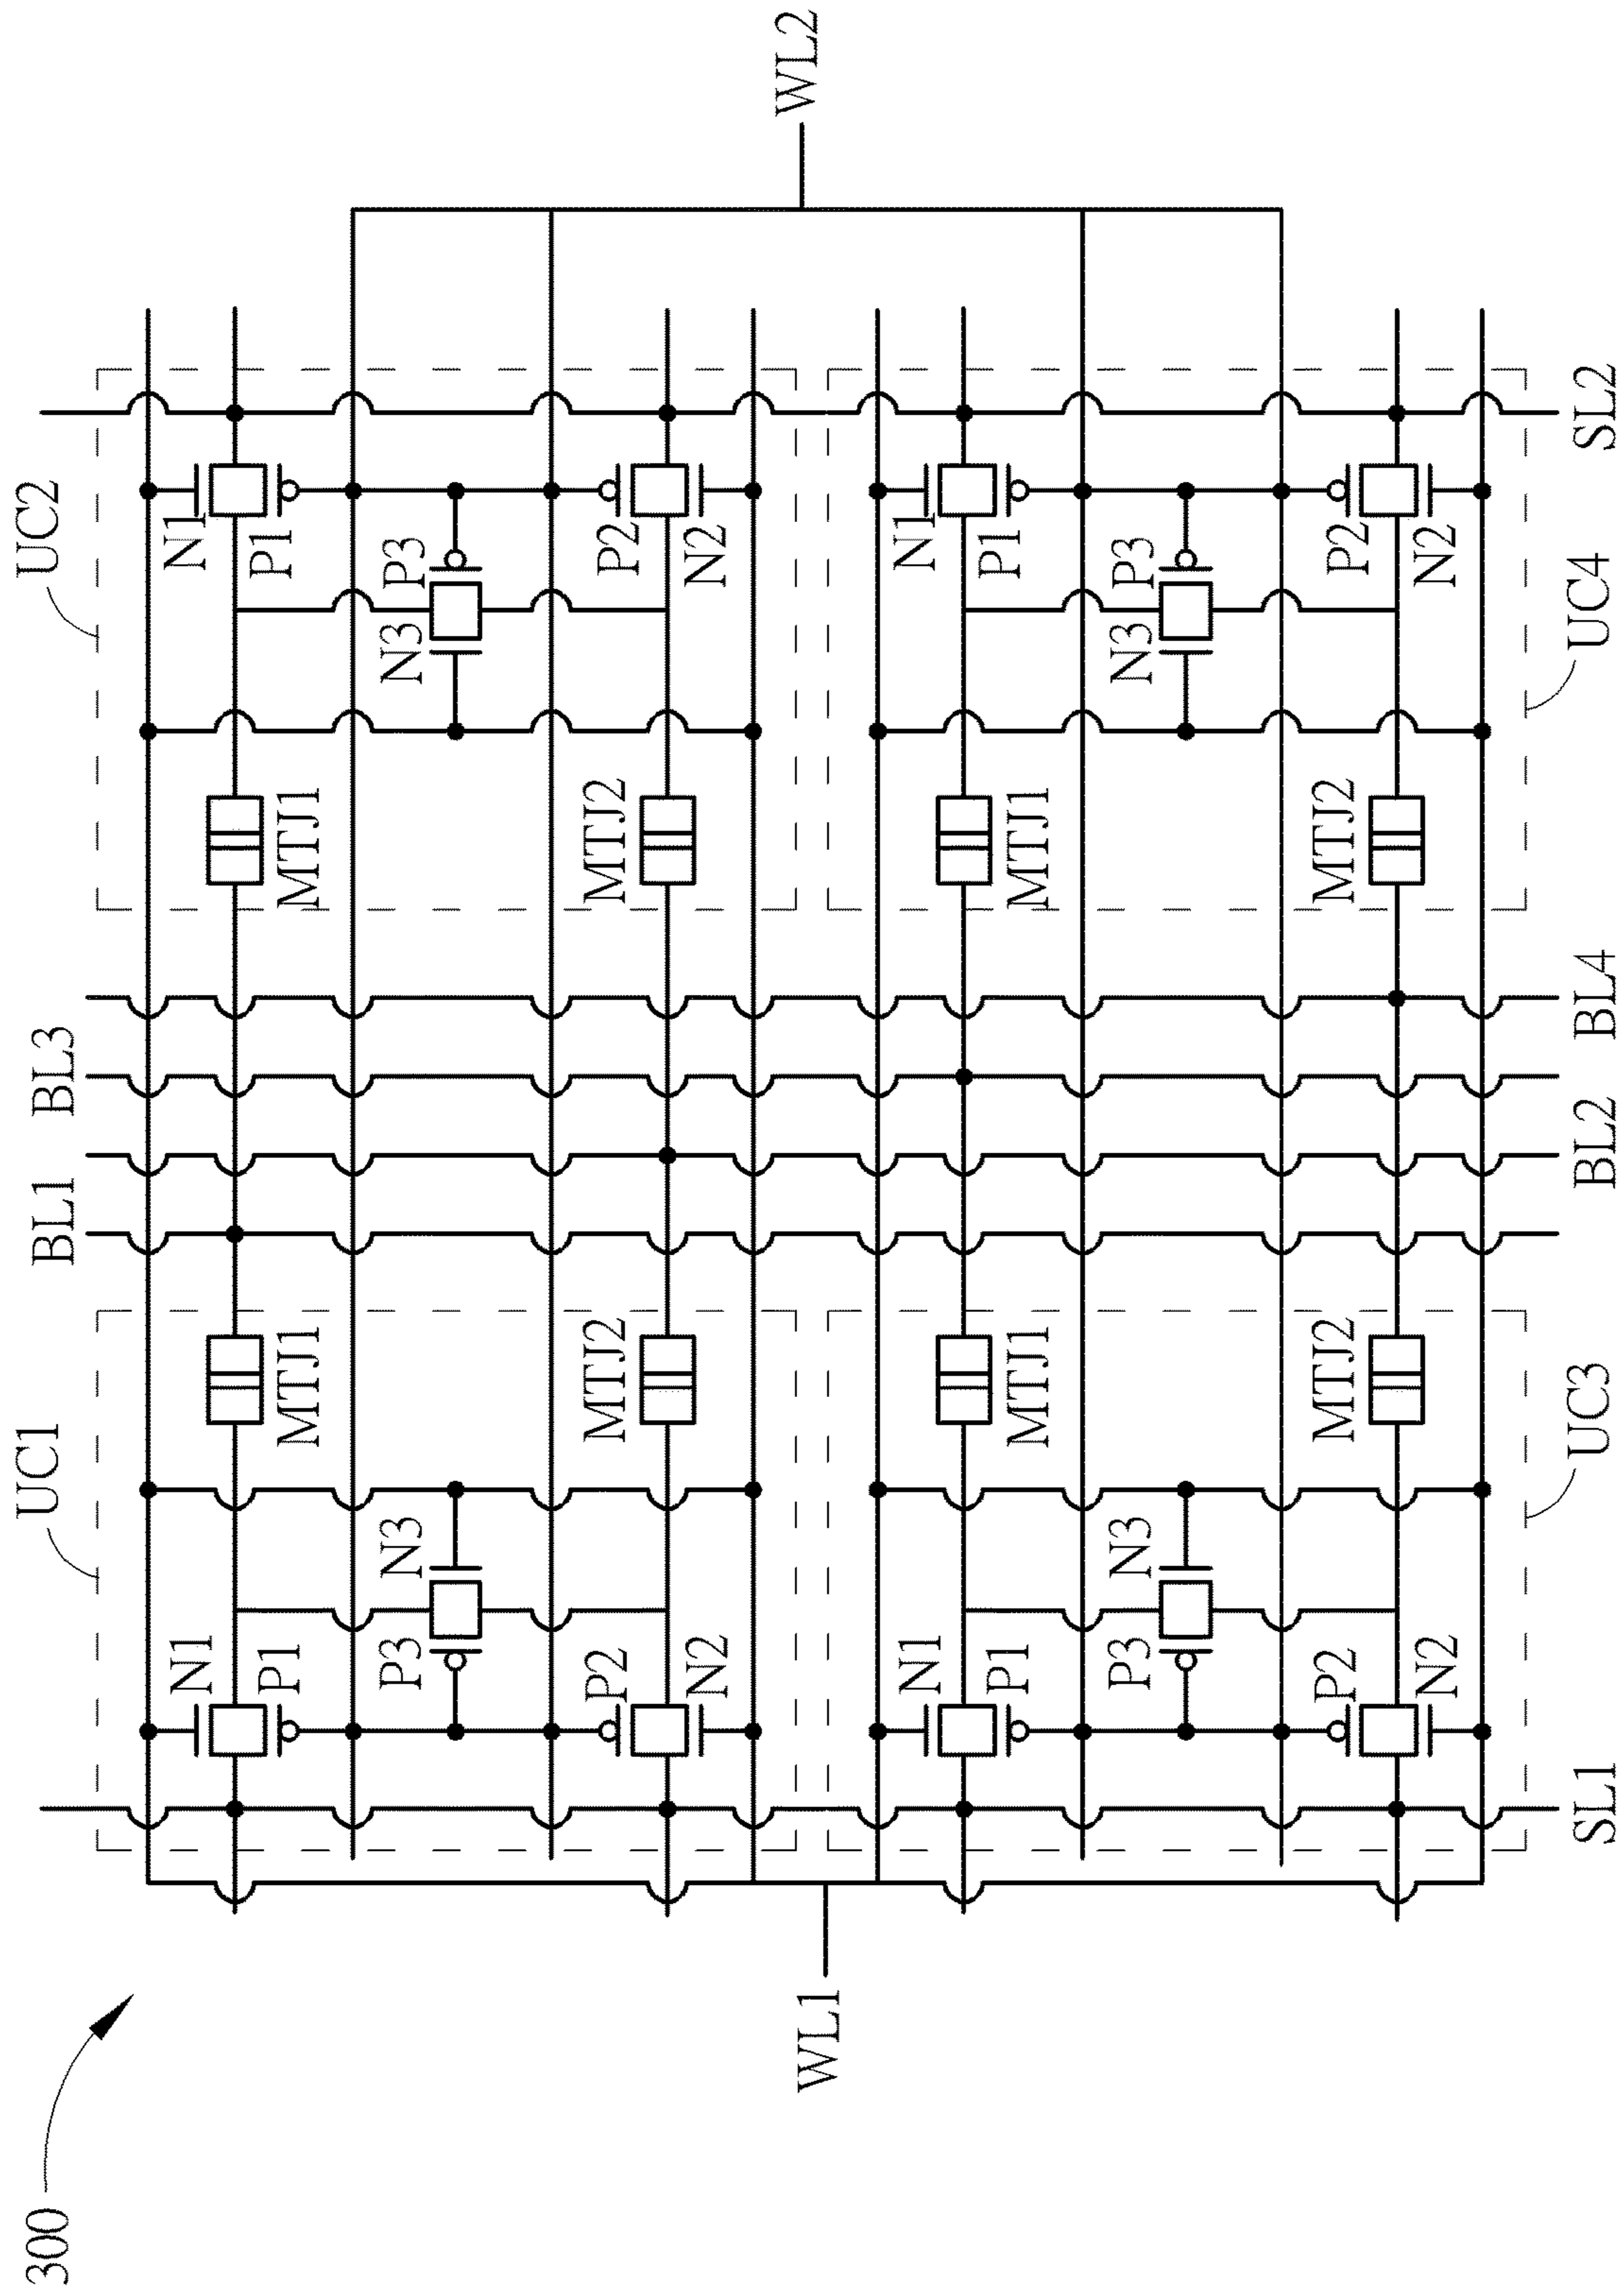 300
UC1
BL1
BL3
UC2
N1
N1
P1
MTJ1
MTJ1
P1
P3
N3
N3
P3
P2
MTJ2
MTJ2
P2
N2
N2
WL1
WL2
N1
N1
P1
MTJ1
MTJ1
P1
P3
N3
N3
P3
P2
MTJ2
MTJ2
P2
N2
N2
SL1
UC3
BL2
BL4
UC4
SL2